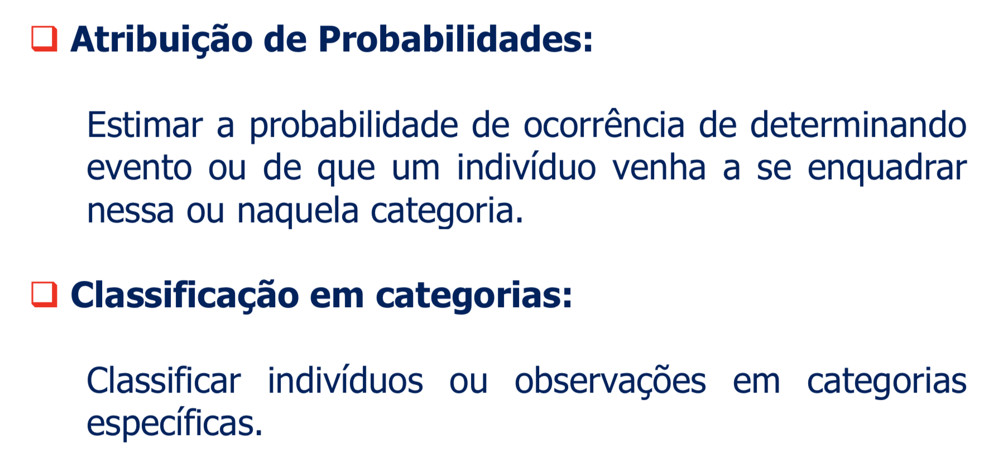 Atribuição de Probabilidades:
Estimar a probabilidade de ocorrência de determinando
evento ou de que um indivíduo venha a se enquadrar
nessa ou naquela categoria.
Classificação em categorias:
Classificar indivíduos ou observações em categorias
específicas.